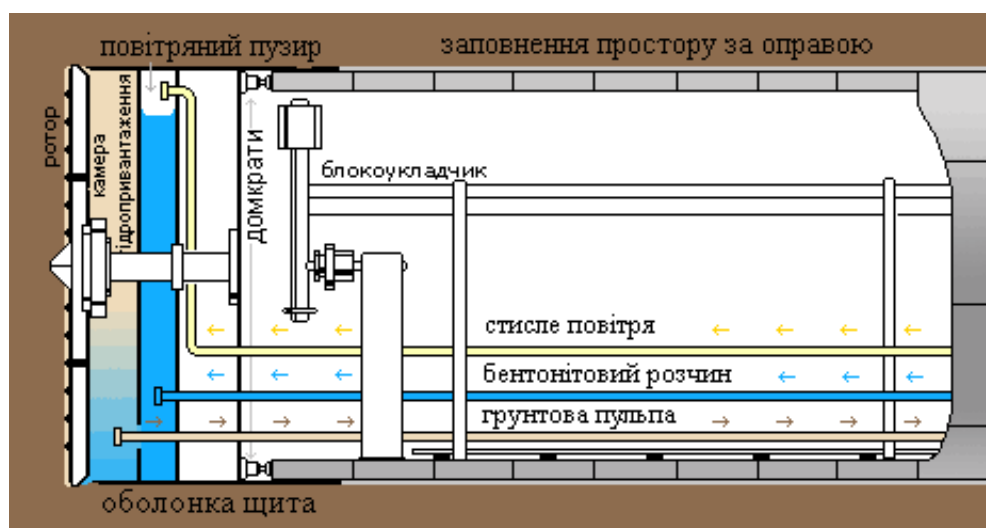 повітряний пузир
заповнення простору за оправою
ротор
камера
гідропривантаження
домкрати
блокоукладчик
стисле повітря
бентонітовий розчин
грунтова пульпа
оболонка щита